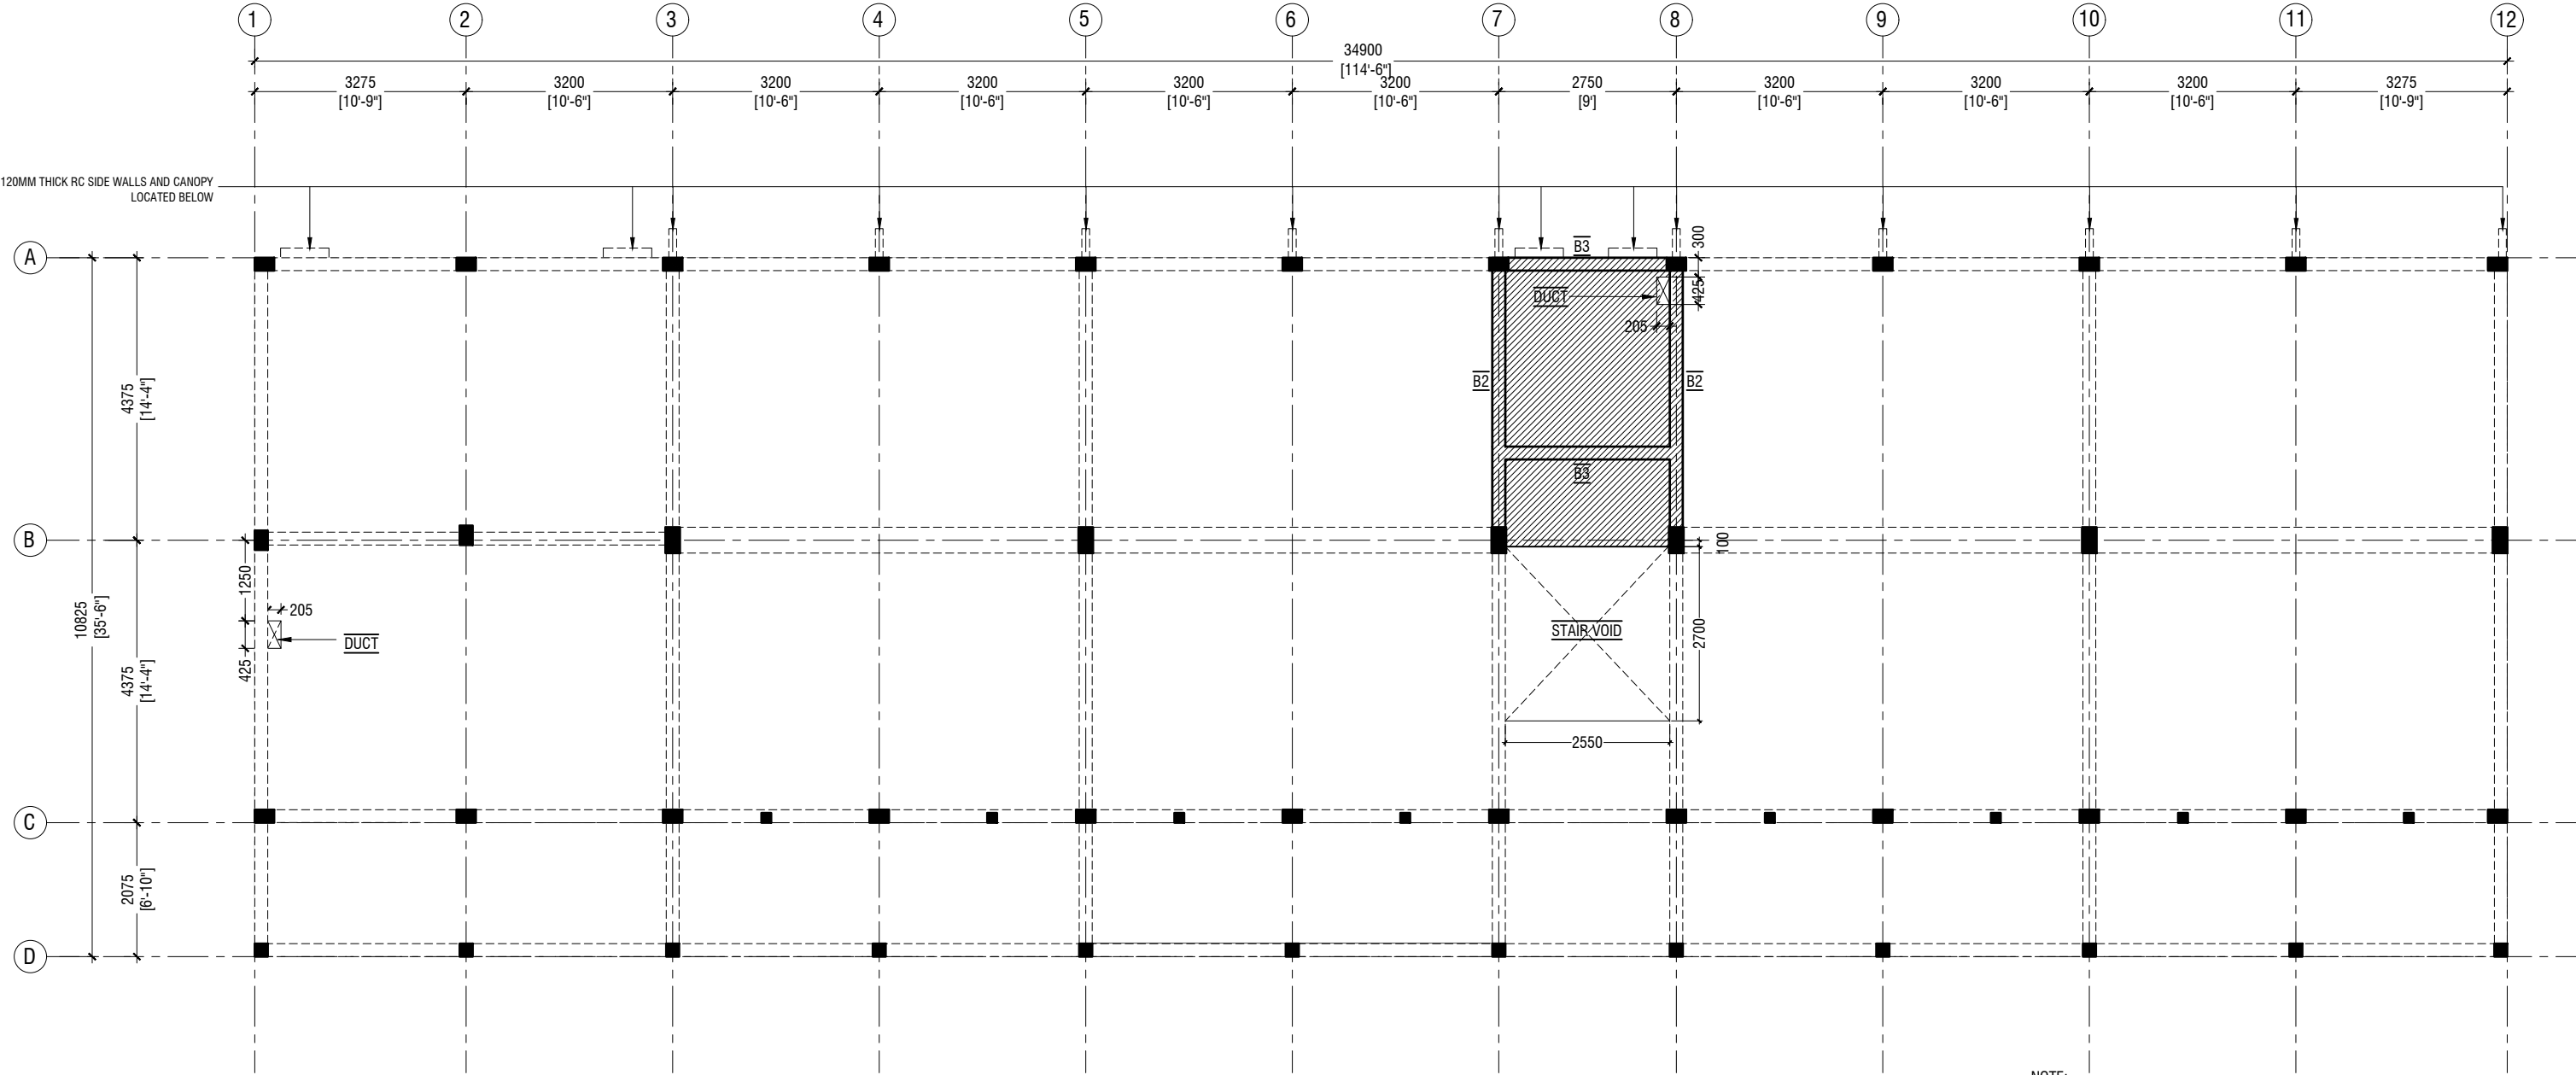 1 2 3 4 5 6 7 8 9 10 11 12
34900
[114'-6"]
3275 3200 3200 3200 3200 3200 2750 3200 3200 3200 3275
[10'-9"] [10'-6"] [10'-6"] [10'-6"] [10'-6"] [10'-6"] [9'] [10'-6"] [10'-6"] [10'-6"] [10'-9"]
120MM THICK RC SIDE WALLS AND CANOPY
LOCATED BELOW
A
B3
300
DUCT
425
205
4375
[14'-4"]
B2
B2
B3
B
100
1250
205
425
DUCT
10825
[35'-6"]
4375
[14'-4"]
STAIR VOID
2700
2550
C
2075
[6'-10"]
D
NOTE: